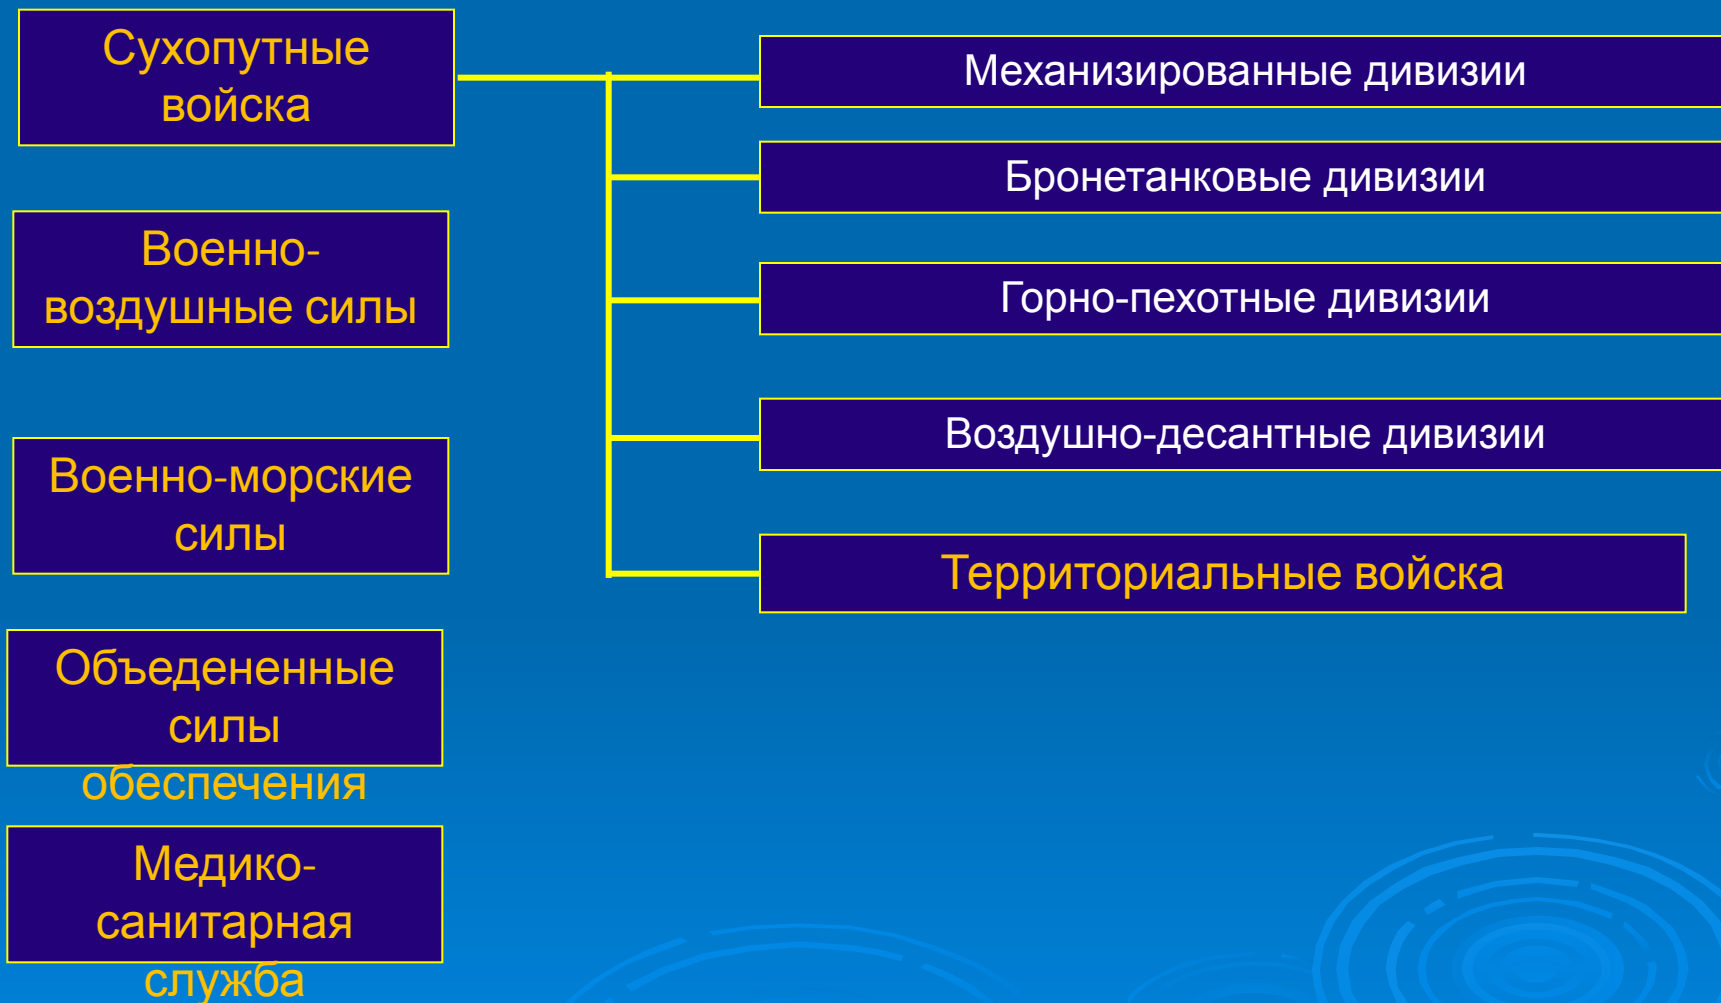 Сухопутные
войска
Механизированные дивизии
Бронетанковые дивизии
Военно-
воздушные силы
Горно-пехотные дивизии
Воздушно-десантные дивизии
Военно-морские
силы
Территориальные войска
Объедененные
силы
обеспечения
Медико-
санитарная
служба